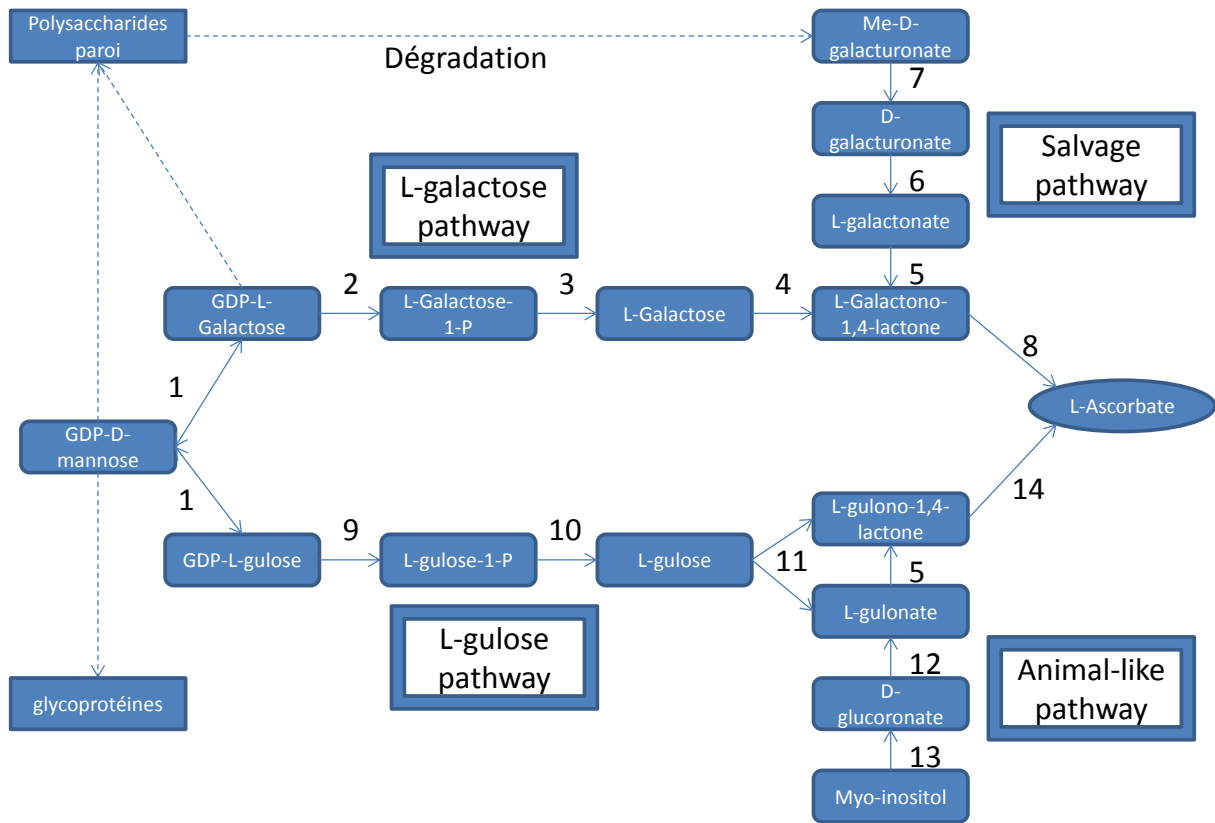 Polysaccharides
paroi
Dégradation
Me-D-
galacturonate
7
D-
galacturonate
6
L-galactonate
5
Salvage
pathway
L-galactose
pathway
GDP-L-
Galactose
2
L-Galactose-
1-P
3
L-Galactose
4
L-Galactono-
1,4-lactone
8
1
L-Ascorbate
GDP-D-
mannose
1
14
GDP-L-gulose
9
L-gulose-1-P
10
L-gulose
11
L-gulono-1,4-
lactone
5
L-gulonate
12
D-
glucoronate
13
Myo-inositol
L-gulose
pathway
Animal-like
pathway
glycoprotéines